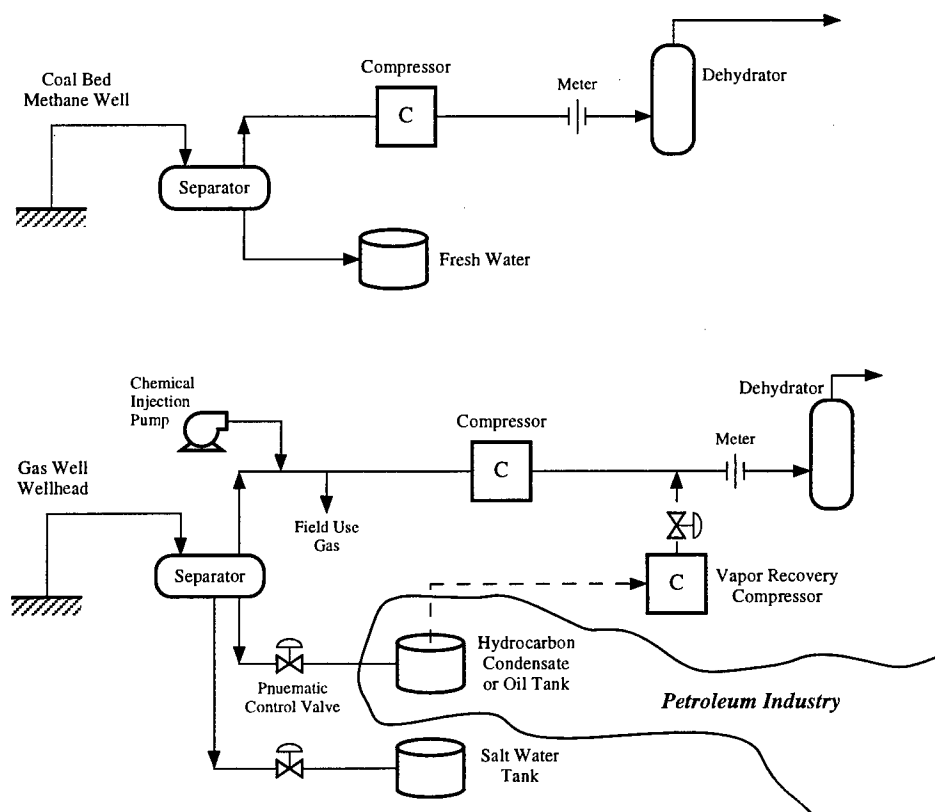 Compressor
Coal Bed
Methane Well
Meter
Dehydrator
C
Separator
Fresh Water
Chemical
Injection
Pump
Dehydrator
Compressor
Meter
Gas Well
Wellhead
C
Field Use
Gas
Separator
C
Vapor Recovery
Compressor
Hydrocarbon
Condensate
or Oil Tank
Pnuematic
Control Valve
Petroleum Industry
Salt Water
Tank